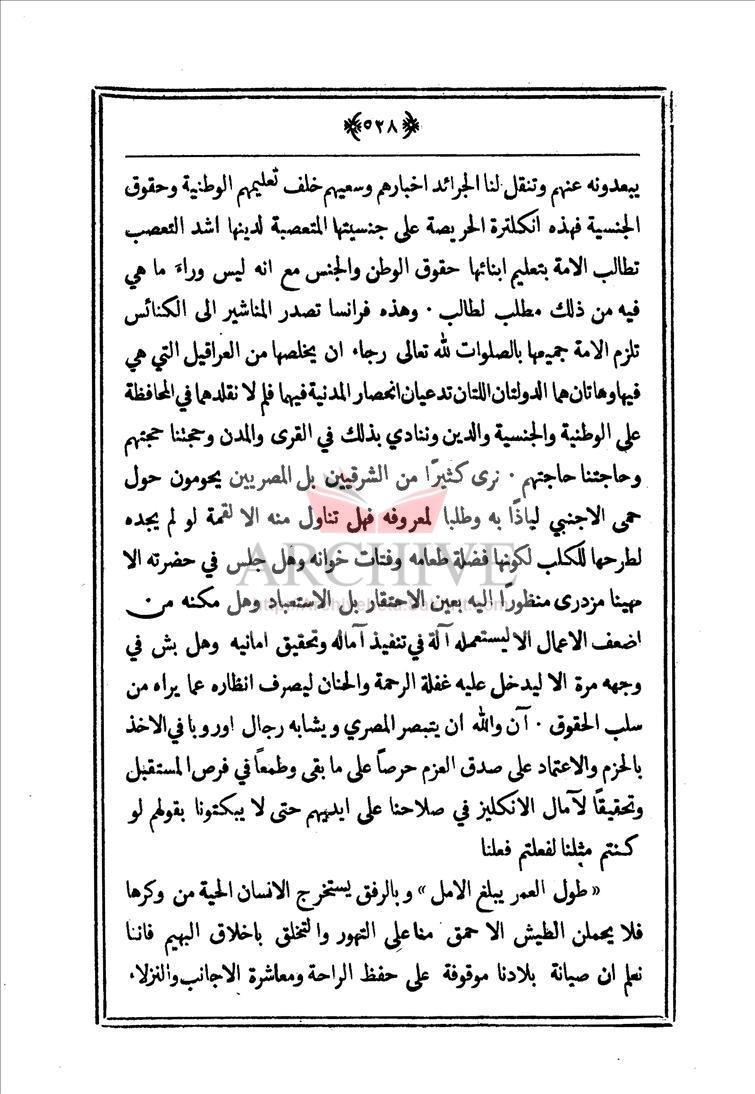 ﴿٥٢٨﴾
يبعدونه عنهم وتنقل لنا الجرائد اخبارهم وسعيهم خلف تعليمهم الوطنية وحقوق
الجنسية فهذه انكلترة الحريصة على جنسيتها المتعصبة لدينها اشد التعصب
تطالب الامة بتعليم ابنائها حقوق الوطن والجنس مع انه ليس وراءَ ما هي
فيه من ذلك مطلب لطالب · وهذه فرانسا تصدر المناشير الى الكنائس
تلزم الامة جميعها بالصلوات لله تعالى رجاء ان يخلصها من العراقيل التي هي
فيها وهاتان هما الدولتان اللتان تدعيان انحصار المدنية فيهما فلم لا نقلدهما في المحافظة
على الوطنية والجنسية والدين وننادي بذلك في القرى والمدن وحجتنا حجتهم
وحاجتنا حاجتهم · نرى كثيرًا من الشرقيين بل المصريين يحومون حول
حمى الاجنبي لياذًا به وطلبا لمعروفه فهل تناول منه الا لقمة لو لم يجده
لطرحها للكلب لكونها فضلة طعامه وفتات خوانه وهل جلس في حضرته الا
مهينا مزدرى منظورًا اليه بعين الاحتقار بل الاستعباد وهل مكنه من
اضعف الاعمال الا ليستعمله آلة في تنفيذ آماله وتحقيق امانيه وهل بش في
وجهه مرة الا ليدخل عليه غفلة الرحمة والحنان ليصرف انظاره عما يراه من
سلب الحقوق · آن والله ان يتبصر المصري ويشابه رجال اوروبا في الاخذ
بالحزم والاعتماد على صدق العزم حرصاً على ما بقى وطمعاً في فرص المستقبل
وتحقيقاً لآمال الانكليز في صلاحنا على ايديهم حتى لا يبكتونا بقولهم لو
كنتم مثلنا لفعلتم فعلنا
« طول العمر يبلغ الامل » وبالرفق يستخرج الانسان الحية من وكرها
فلا يحملن الطيش الاحمق منا على التهور والتخلق باخلاق البهيم فاننا
نعلم ان صيانة بلادنا موقوفة على حفظ الراحة ومعاشرة الاجانب والنزلاء
ARCHIVE